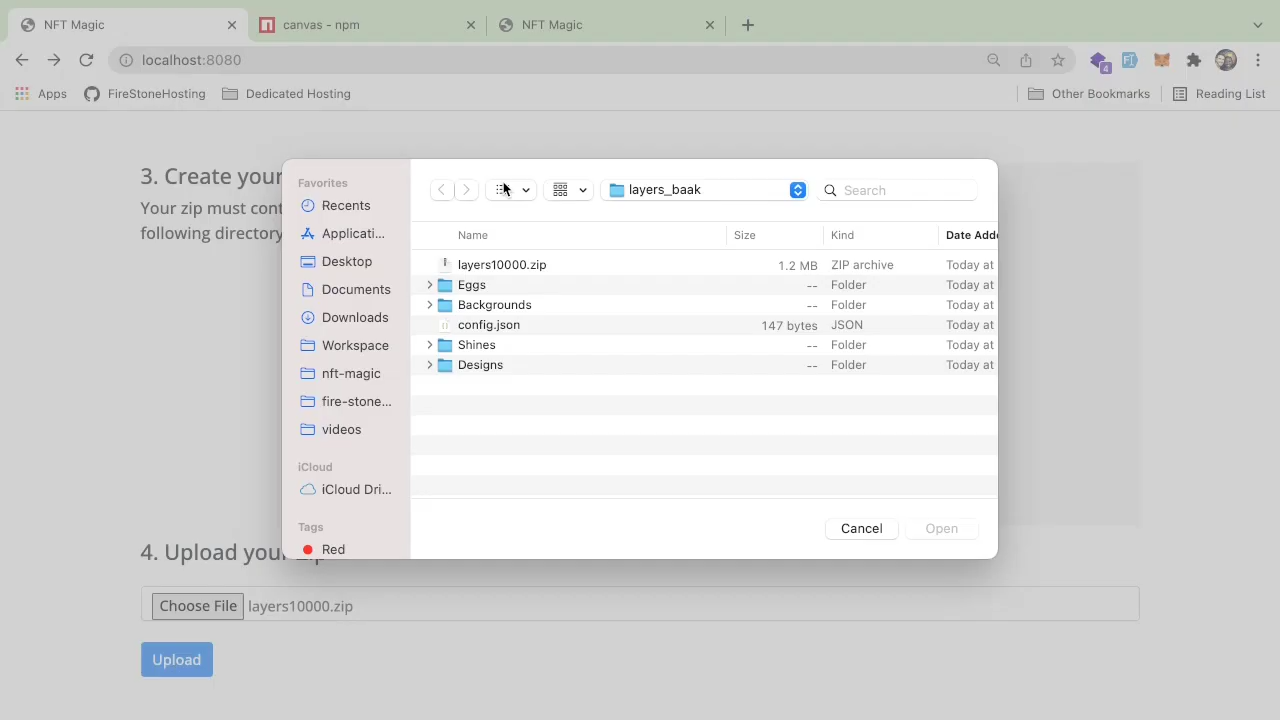 NFT Magic
canvas - npm
NFT Magic
localhost:8080
4
Apps
FireStoneHosting
Dedicated Hosting
Other Bookmarks
Reading List
3. Create your
Your zip must cont
following directory
Favorites
Recents
Applicati...
Desktop
Documents
Downloads
Workspace
nft-magic
fire-stone...
videos
iCloud
iCloud Dri...
Tags
Red
layers_baak
Search
Name Size Kind Date Adde
layers10000.zip 1.2 MB ZIP archive Today at
Eggs -- Folder Today at
Backgrounds -- Folder Today at
config.json 147 bytes JSON Today at
Shines -- Folder Today at
Designs -- Folder Today at
Cancel Open
4. Upload your zip
Choose File layers10000.zip
Upload